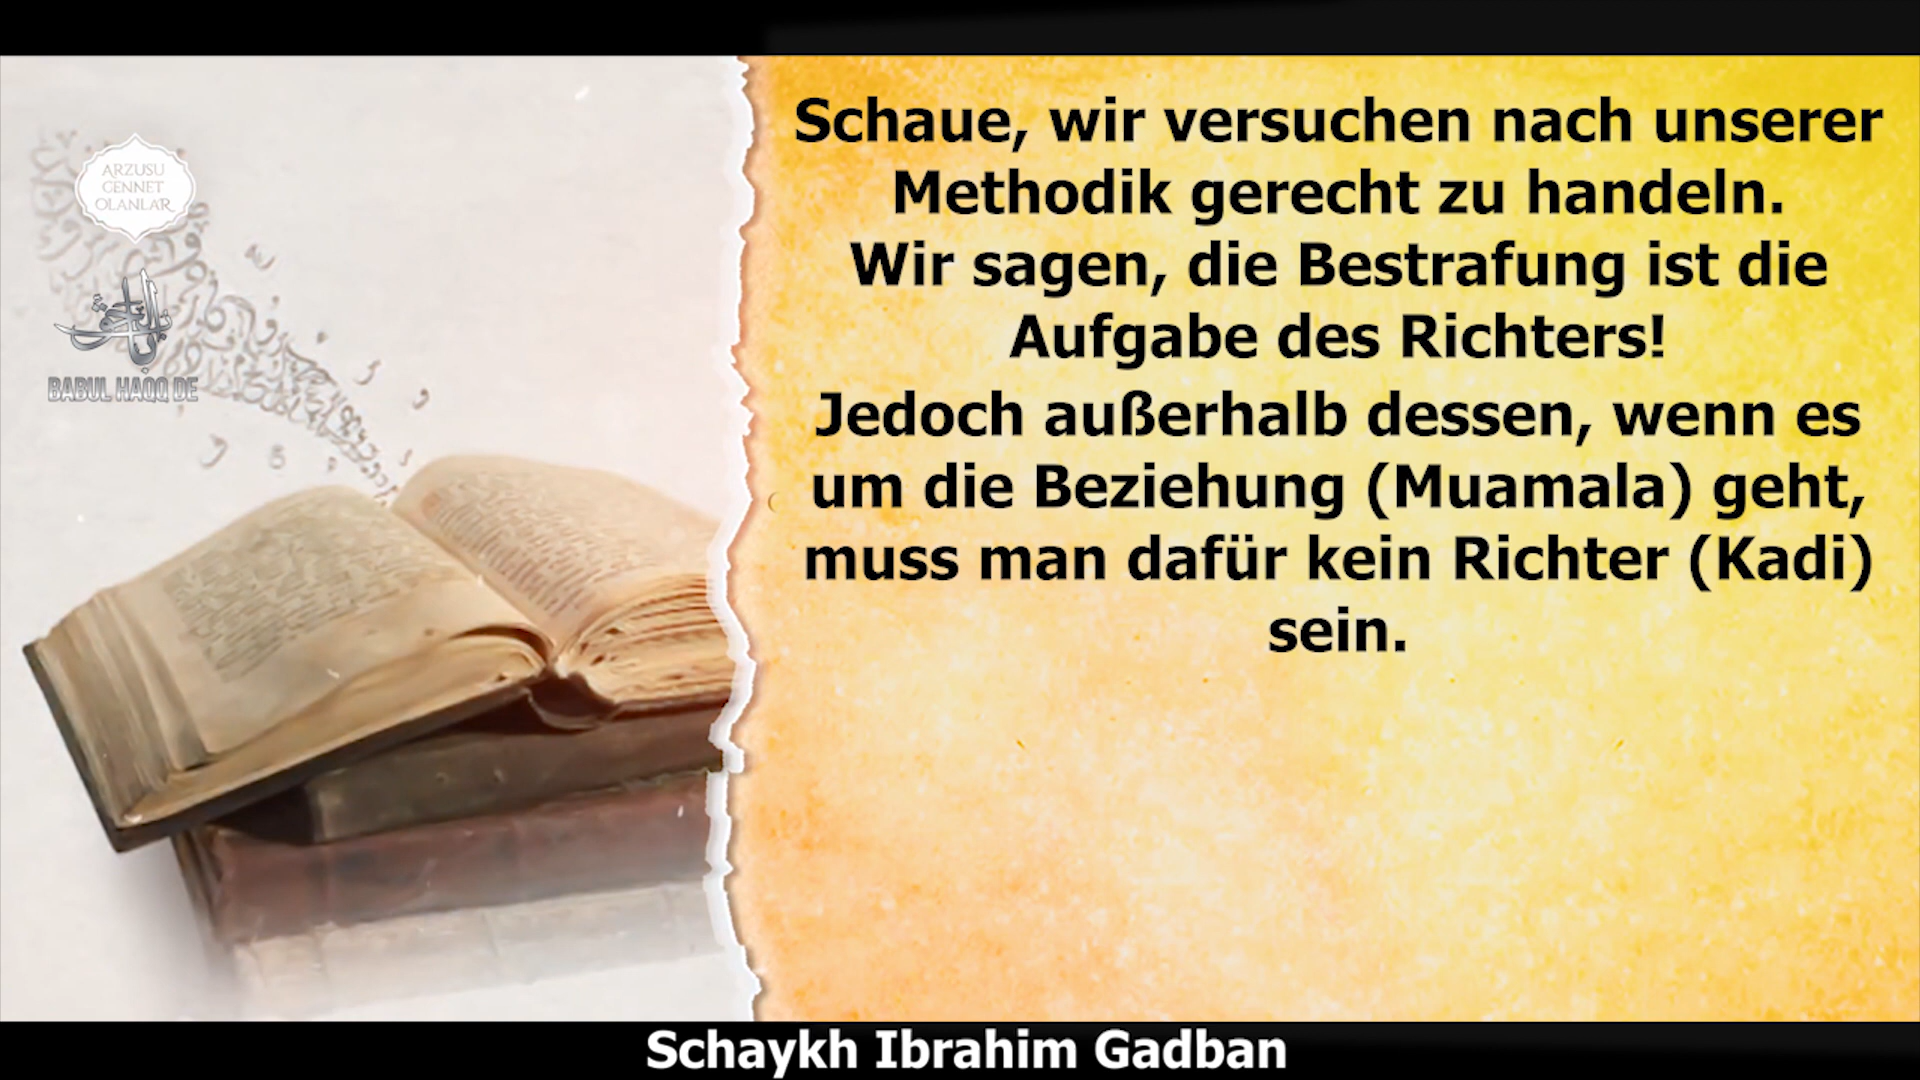 ARZUSU
CENNET
OLANLAR
BABUL HAQQ DE
Schaue, wir versuchen nach unserer
Methodik gerecht zu handeln.
Wir sagen, die Bestrafung ist die
Aufgabe des Richters!
Jedoch außerhalb dessen, wenn es
um die Beziehung (Muamala) geht,
muss man dafür kein Richter (Kadi)
sein.
Schaykh Ibrahim Gadban